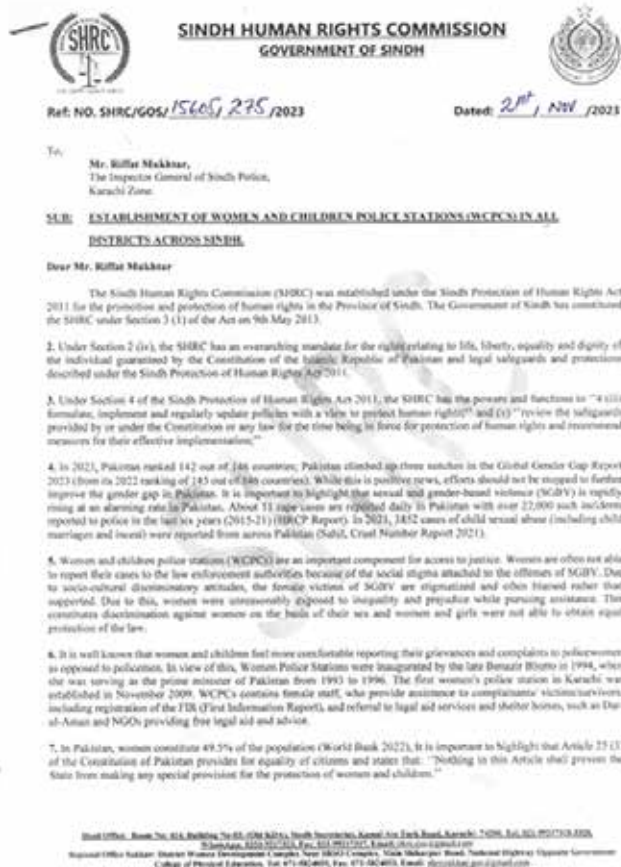 SHRC
SINDH HUMAN RIGHTS COMMISSION
GOVERNMENT OF SINDH
Ref: NO. SHRC/GOS/15605/275/2023
Dated: 21st/ Nov /2023
To,
Mr. Riffat Mukhtar,
The Inspector General of Sindh Police,
Karachi Zone.
SUB: ESTABLISHMENT OF WOMEN AND CHILDREN POLICE STATIONS (WCPCS) IN ALL
DISTRICTS ACROSS SINDH.
Dear Mr. Riffat Mukhtar
The Sindh Human Rights Commission (SHRC) was established under the Sindh Protection of Human Rights Act
2011 for the promotion and protection of human rights in the Province of Sindh. The Government of Sindh has constituted
the SHRC under Section 3 (1) of the Act on 9th May 2013.
2. Under Section 2 (iv), the SHRC has an overarching mandate for the rights relating to life, liberty, equality and dignity of
the individual guaranteed by the Constitution of the Islamic Republic of Pakistan and legal safeguards and protections
described under the Sindh Protection of Human Rights Act 2011.
3. Under Section 4 of the Sindh Protection of Human Rights Act 2011, the SHRC has the powers and functions to "4 (iii)
formulate, implement and regularly update policies with a view to protect human rights" and (v) "review the safeguards
provided by or under the Constitution or any law for the time being in force for protection of human rights and recommend
measures for their effective implementation;"
4. In 2023, Pakistan ranked 142 out of 146 countries; Pakistan climbed up three notches in the Global Gender Gap Report
2023 (from its 2022 ranking of 145 out of 146 countries). While this is positive news, efforts should not be stopped to further
improve the gender gap in Pakistan. It is important to highlight that sexual and gender-based violence (SGBV) is rapidly
rising at an alarming rate in Pakistan. About 11 rape cases are reported daily in Pakistan with over 22,000 such incidents
reported to police in the last six years (2015-21) (HRCP Report). In 2021, 3852 cases of child sexual abuse (including child
marriages and incest) were reported from across Pakistan (Sahil, Cruel Number Report 2021).
5. Women and children police stations (WCPCs) are an important component for access to justice. Women are often not able
to report their cases to the law enforcement authorities because of the social stigma attached to the offenses of SGBV. Due
to socio-cultural discriminatory attitudes, the female victims of SGBV are stigmatized and often blamed rather than
supported. Due to this, women were unreasonably exposed to inequality and prejudice while pursuing assistance. This
constitutes discrimination against women on the basis of their sex and women and girls were not able to obtain equal
protection of the law.
6. It is well known that women and children feel more comfortable reporting their grievances and complaints to policewomen
as opposed to policemen. In view of this, Women Police Stations were inaugurated by the late Benazir Bhutto in 1994, when
she was serving as the prime minister of Pakistan from 1993 to 1996. The first women's police station in Karachi was
established in November 2009. WCPCs contains female staff, who provide assistance to complainants/ victims/survivors,
including registration of the FIR (First Information Report), and referral to legal aid services and shelter homes, such as Dar-
ul-Aman and NGOs providing free legal aid and advice.
7. In Pakistan, women constitute 49.5% of the population (World Bank 2022). It is important to highlight that Article 25 (3)
of the Constitution of Pakistan provides for equality of citizens and states that: "Nothing in this Article shall prevent the
State from making any special provision for the protection of women and children."